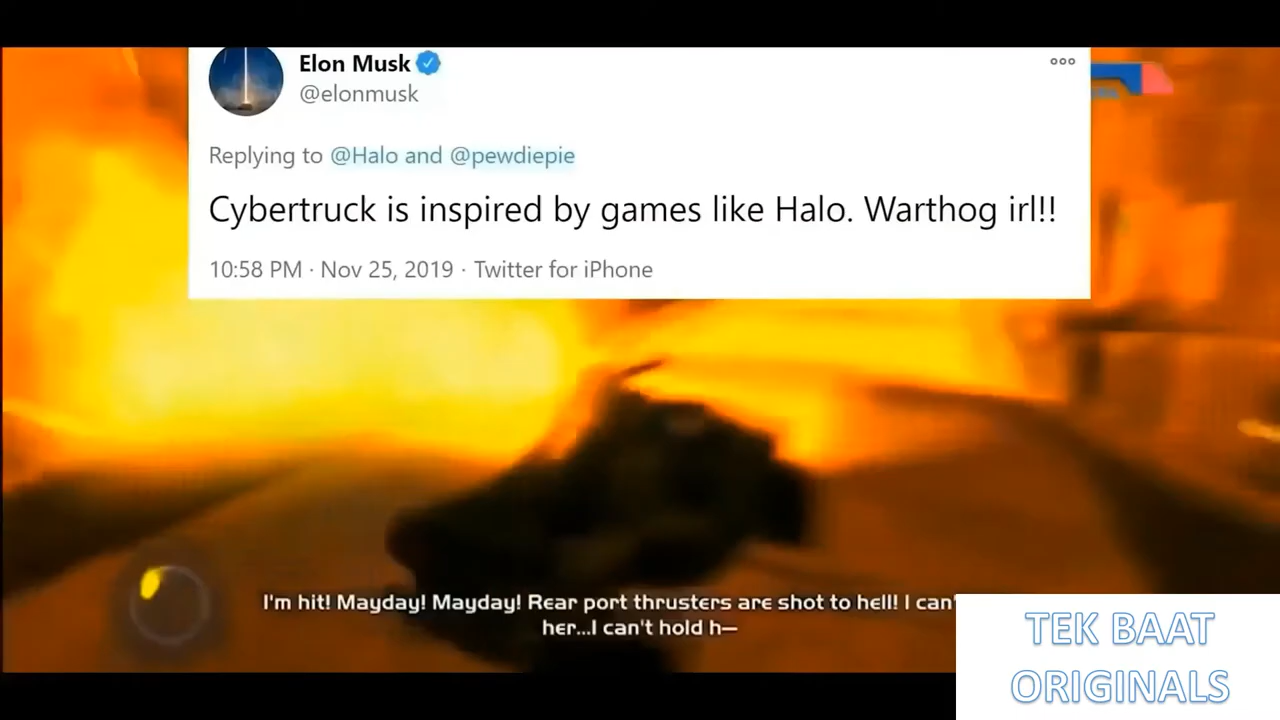 Elon Musk
@elonmusk
Replying to @Halo and @pewdiepie
Cybertruck is inspired by games like Halo. Warthog irl!!
10:58 PM · Nov 25, 2019 · Twitter for iPhone
I'm hit! Mayday! Mayday! Rear port thrusters are shot to hell! I can'
her...I can't hold h—
TEK BAAT
ORIGINALS